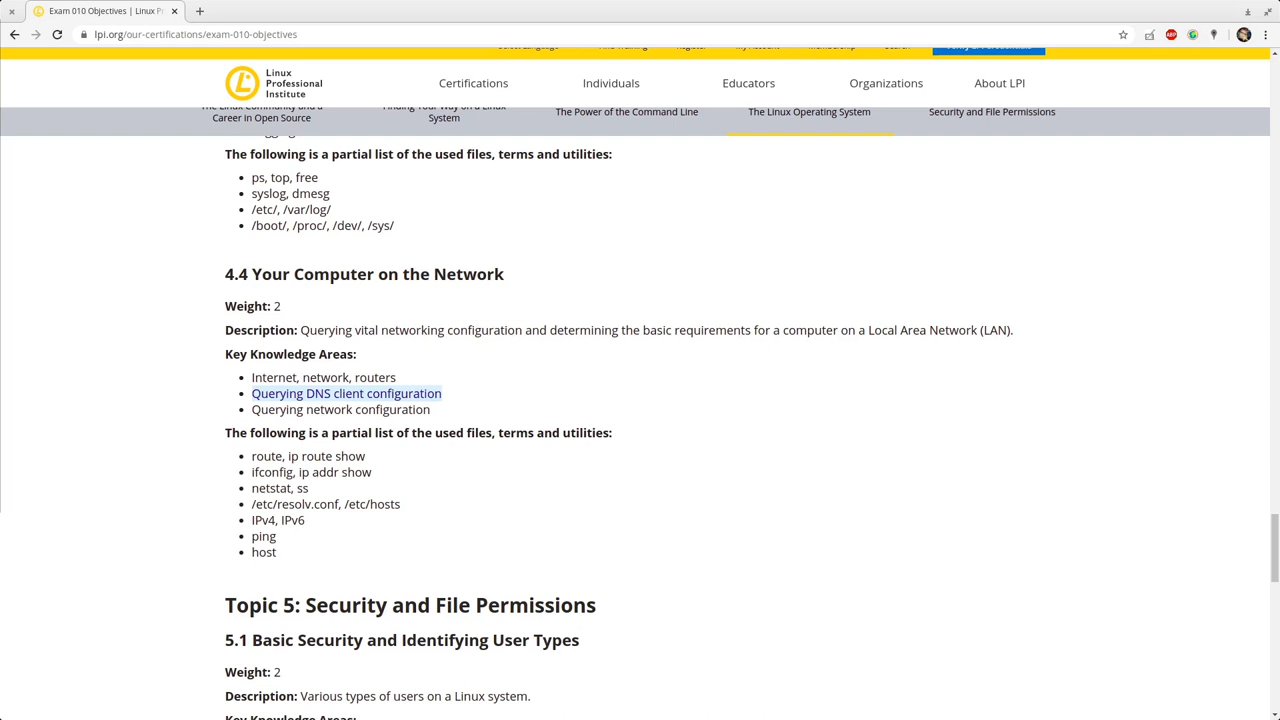 Exam 010 Objectives | Linux Pr
lpi.org/our-certifications/exam-010-objectives
Linux
Professional
Institute
Certifications
Individuals
Educators
Organizations
About LPI
The Linux Community and a
Career in Open Source
Finding Your Way on a Linux
System
The Power of the Command Line
The Linux Operating System
Security and File Permissions
The following is a partial list of the used files, terms and utilities:
ps, top, free
syslog, dmesg
/etc/, /var/log/
/boot/, /proc/, /dev/, /sys/
4.4 Your Computer on the Network
Weight: 2
Description: Querying vital networking configuration and determining the basic requirements for a computer on a Local Area Network (LAN).
Key Knowledge Areas:
Internet, network, routers
Querying DNS client configuration
Querying network configuration
The following is a partial list of the used files, terms and utilities:
route, ip route show
ifconfig, ip addr show
netstat, ss
/etc/resolv.conf, /etc/hosts
IPv4, IPv6
ping
host
Topic 5: Security and File Permissions
5.1 Basic Security and Identifying User Types
Weight: 2
Description: Various types of users on a Linux system.
Key Knowledge Areas: